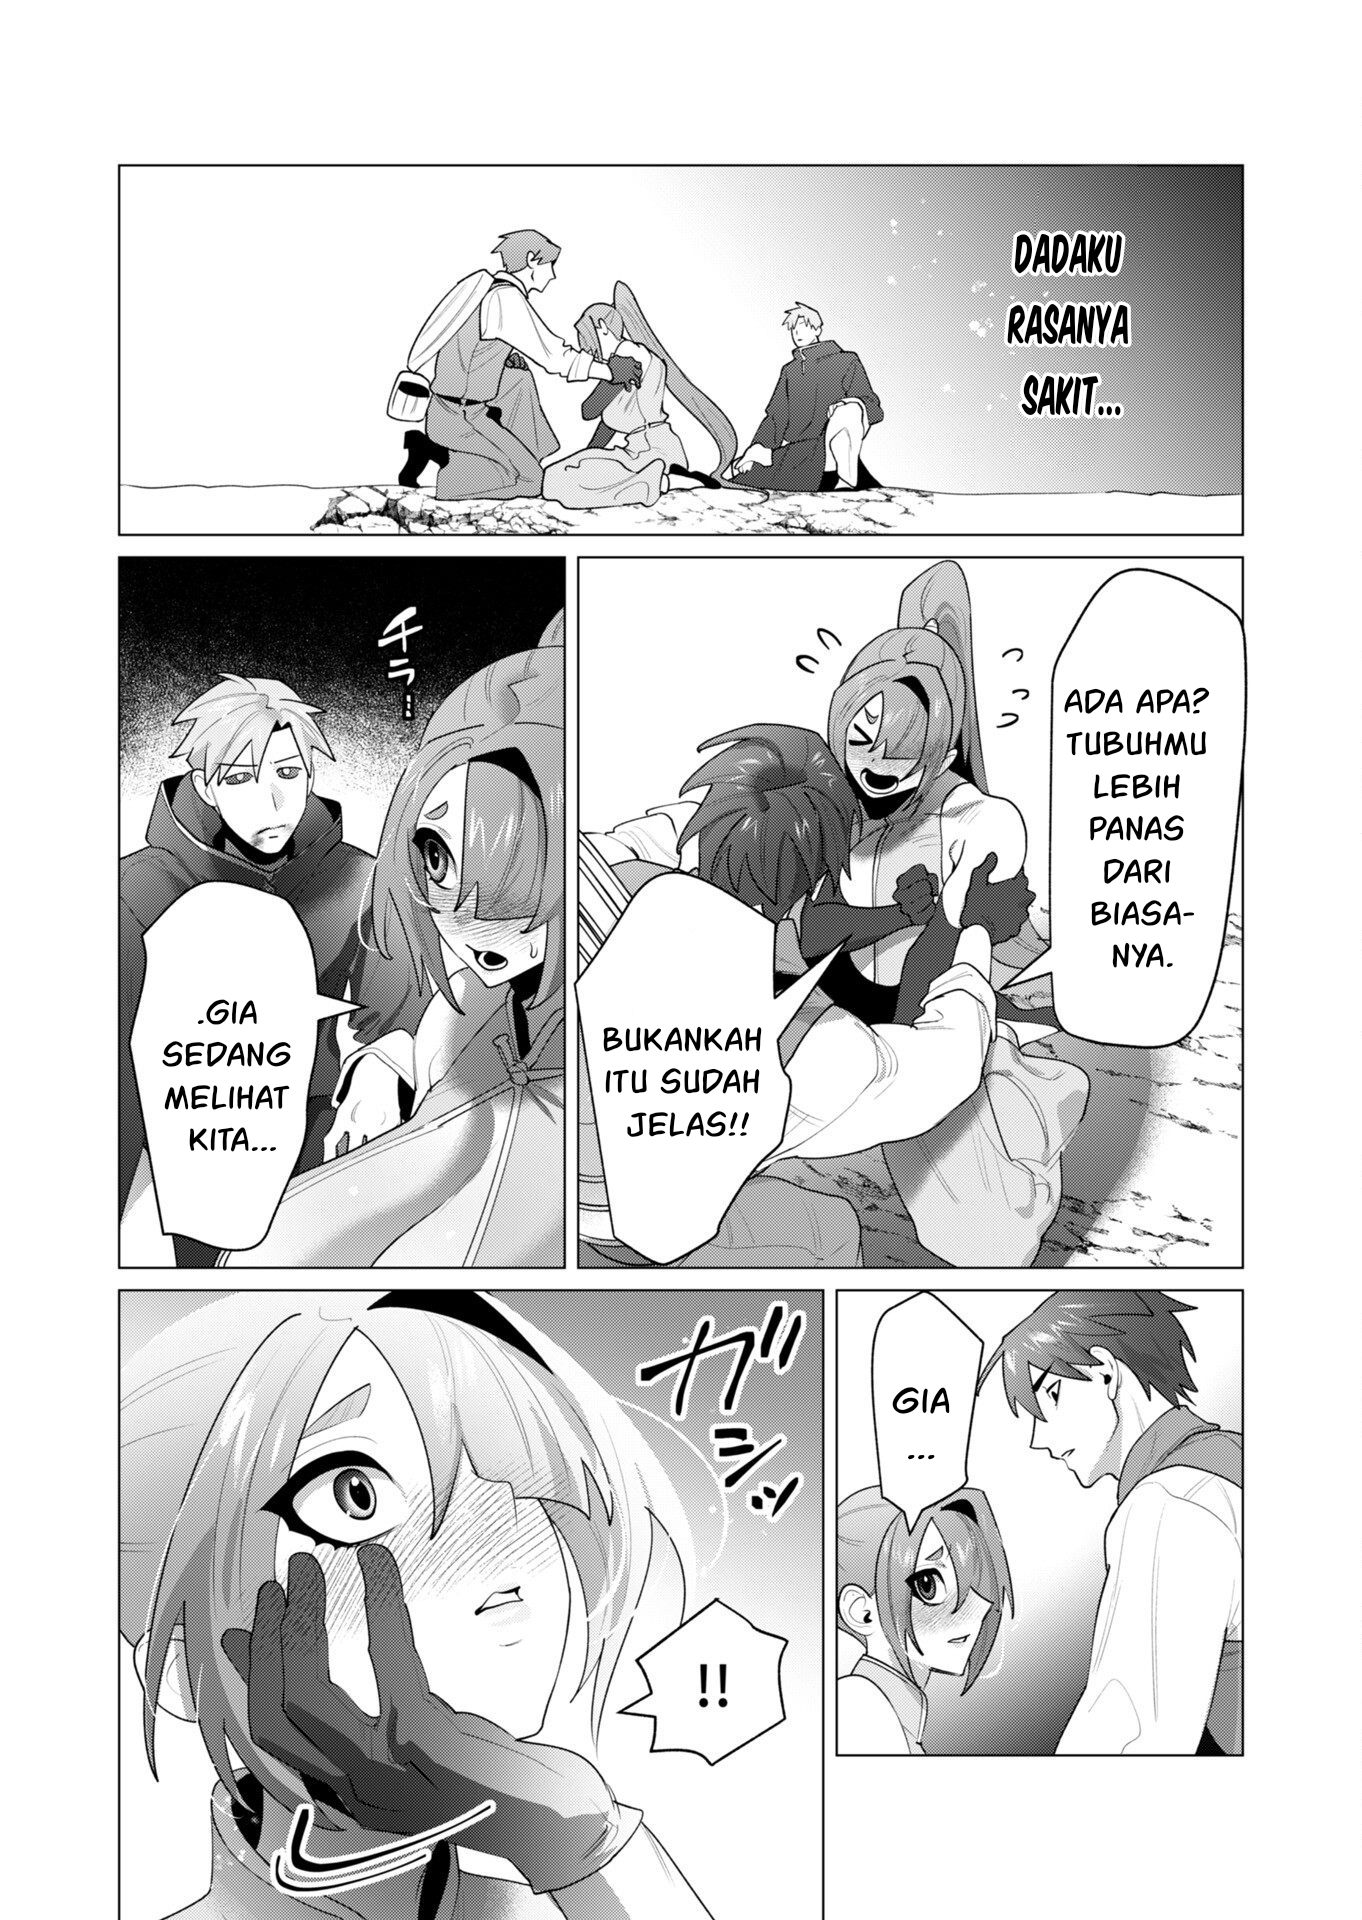 DADAKU
RASANYA
SAKIT...
ADA APA?
TUBUHMU
LEBIH
PANAS
DARI
BIASA-
NYA.
BUKANKAH
ITU SUDAH
JELAS!!
チラ…
.GIA
SEDANG
MELIHAT
KITA...
GIA
...
ガシッ
!!